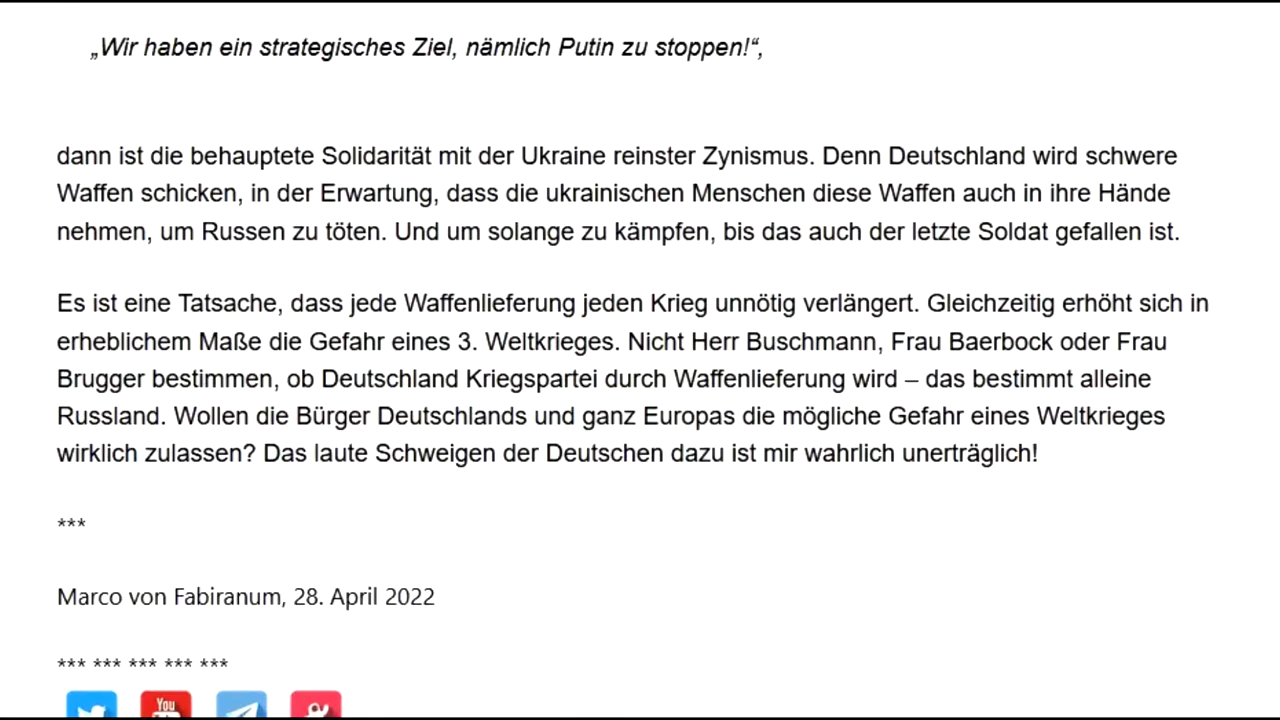 „Wir haben ein strategisches Ziel, nämlich Putin zu stoppen!“,
dann ist die behauptete Solidarität mit der Ukraine reinster Zynismus. Denn Deutschland wird schwere
Waffen schicken, in der Erwartung, dass die ukrainischen Menschen diese Waffen auch in ihre Hände
nehmen, um Russen zu töten. Und um solange zu kämpfen, bis das auch der letzte Soldat gefallen ist.
Es ist eine Tatsache, dass jede Waffenlieferung jeden Krieg unnötig verlängert. Gleichzeitig erhöht sich in
erheblichem Maße die Gefahr eines 3. Weltkrieges. Nicht Herr Buschmann, Frau Baerbock oder Frau
Brugger bestimmen, ob Deutschland Kriegspartei durch Waffenlieferung wird – das bestimmt alleine
Russland. Wollen die Bürger Deutschlands und ganz Europas die mögliche Gefahr eines Weltkrieges
wirklich zulassen? Das laute Schweigen der Deutschen dazu ist mir wahrlich unerträglich!
***
Marco von Fabiranum, 28. April 2022
*** *** *** *** ***
You